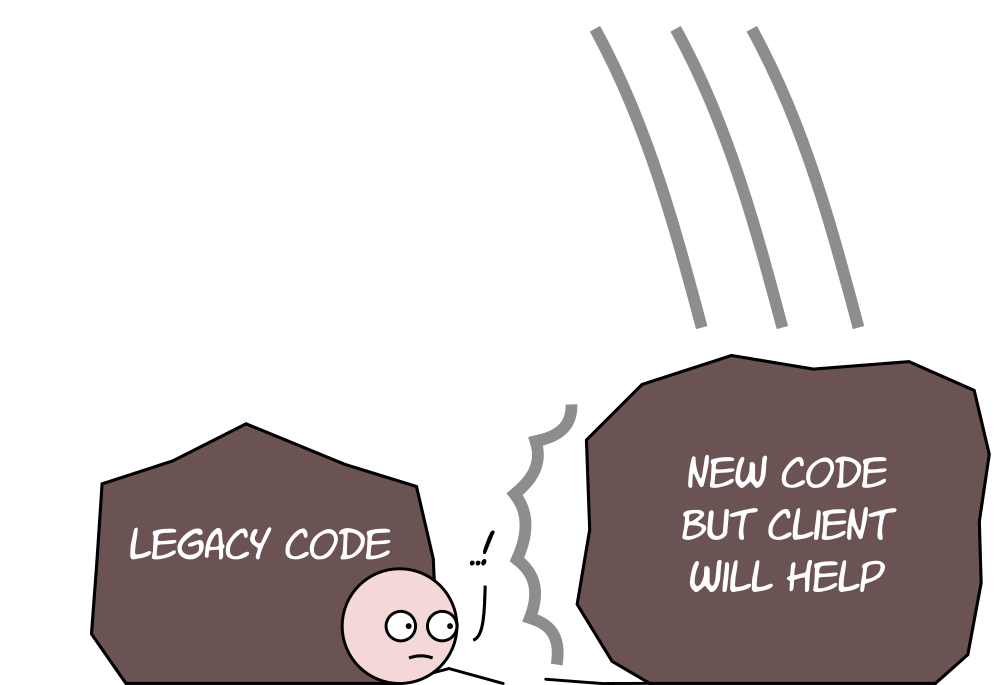 LEGACY CODE
...!
NEW CODE
BUT CLIENT
WILL HELP